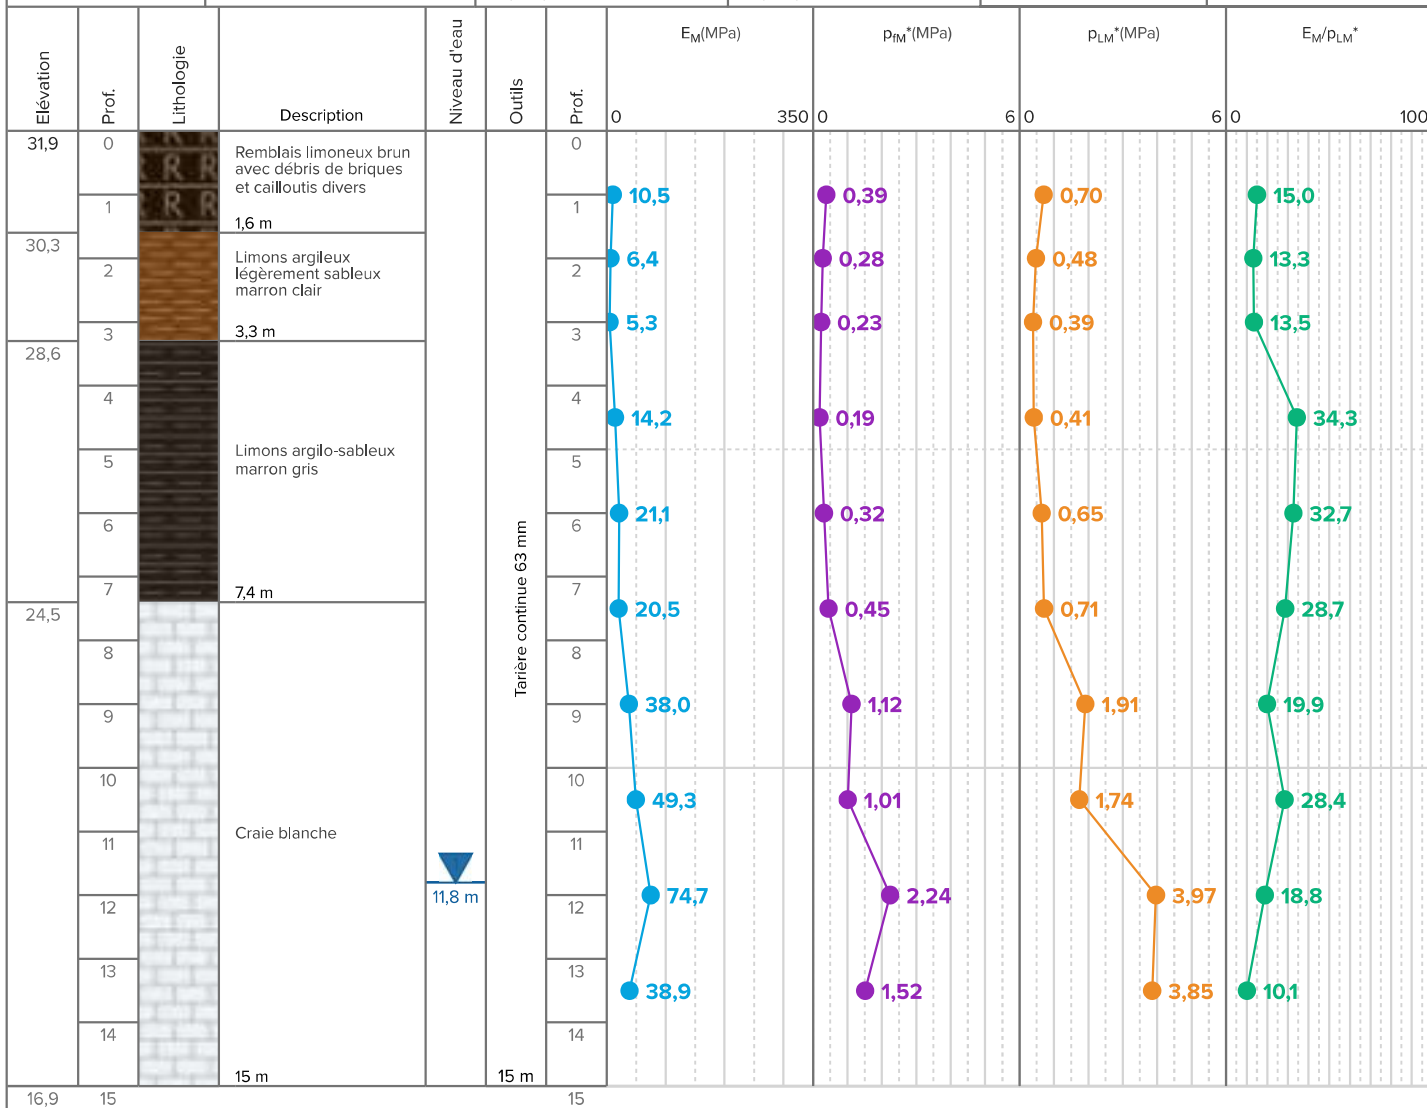 Elévation
Prof.
Lithologie
Description
Niveau d'eau
Outils
Prof.
E_M(MPa)
p_fM*(MPa)
p_LM*(MPa)
E_M/p_LM*
0 350
0 6
0 6
0 100
31,9
30,3
28,6
24,5
16,9
0
1
2
3
4
5
6
7
8
9
10
11
12
13
14
15
R R
R R
R R
Remblais limoneux brun
avec débris de briques
et cailloutis divers
1,6 m
Limons argileux
légèrement sableux
marron clair
3,3 m
Limons argilo-sableux
marron gris
7,4 m
Craie blanche
15 m
1
11,8 m
Tarière continue 63 mm
15 m
0
1
2
3
4
5
6
7
8
9
10
11
12
13
14
15
10,5 0,39 0,70 15,0
6,4 0,28 0,48 13,3
5,3 0,23 0,39 13,5
14,2 0,19 0,41 34,3
21,1 0,32 0,65 32,7
20,5 0,45 0,71 28,7
38,0 1,12 1,91 19,9
49,3 1,01 1,74 28,4
74,7 2,24 3,97 18,8
38,9 1,52 3,85 10,1